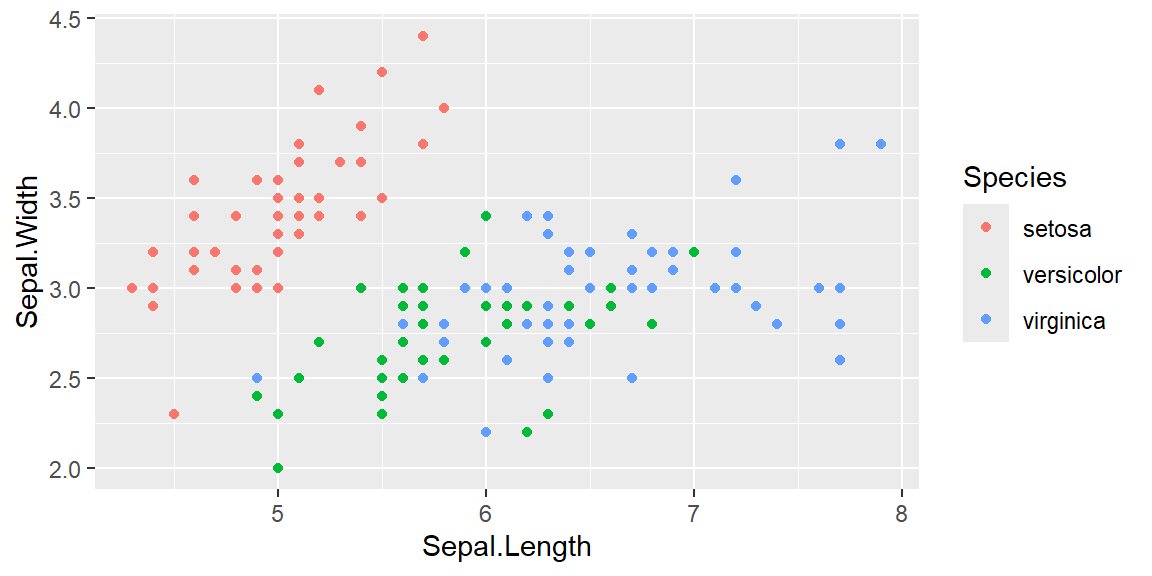 4.5
4.0
3.5
3.0
2.5
2.0
Sepal.Width
5 6 7 8
Sepal.Length
Species
setosa
versicolor
virginica